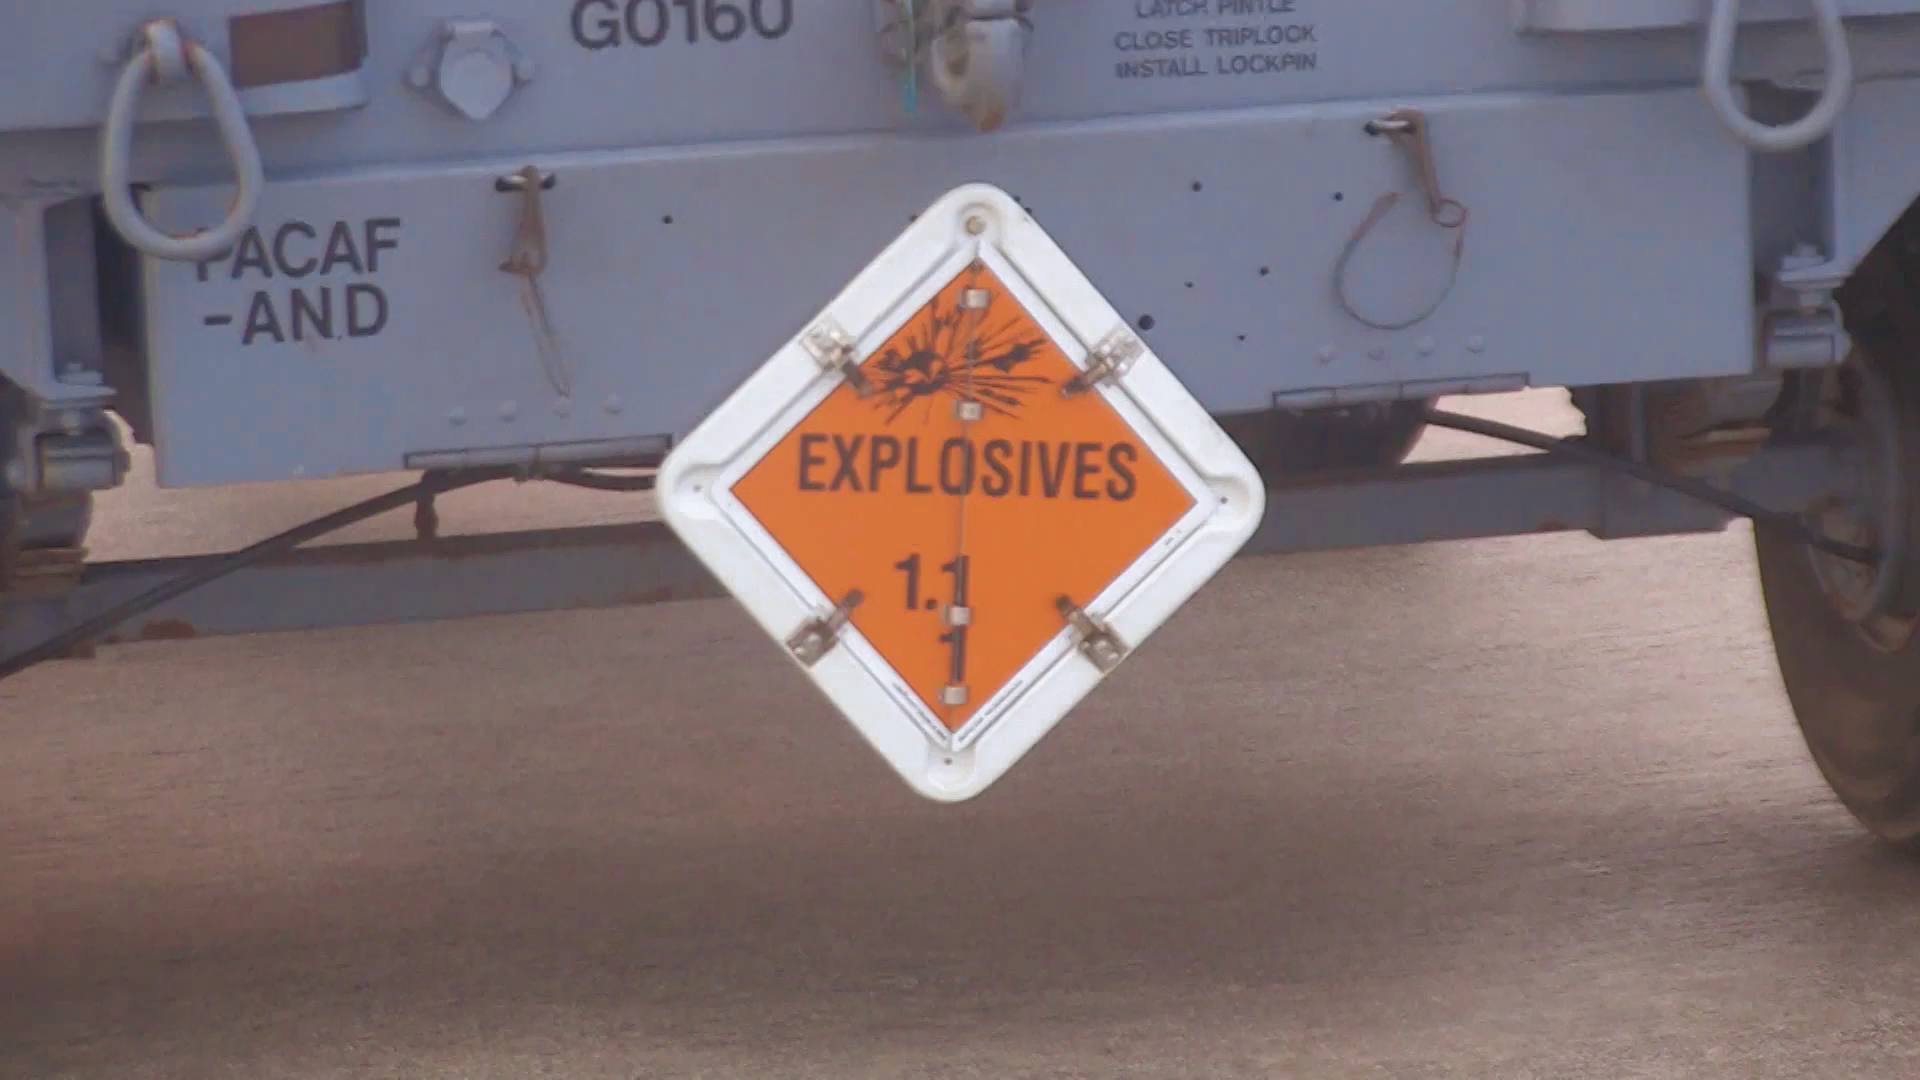 G0160
LATCH PINTLE
CLOSE TRIPLOCK
INSTALL LOCKPIN
PACAF
-AND
EXPLOSIVES
1.1
1